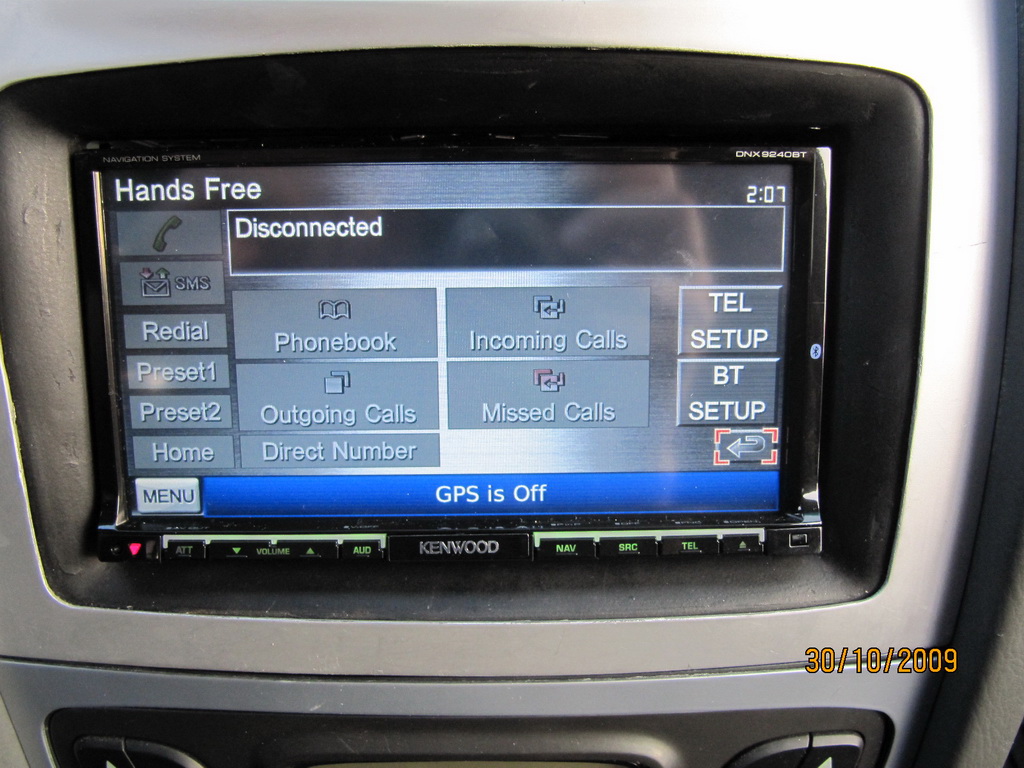 NAVIGATION SYSTEM DNX9240BT
Hands Free 2:07
Disconnected
SMS
Redial
Preset1
Preset2
Home
Phonebook
Incoming Calls
Outgoing Calls
Missed Calls
Direct Number
TEL
SETUP
BT
SETUP
MENU GPS is Off
ATT VOLUME AUD KENWOOD NAV SRC TEL
30/10/2009